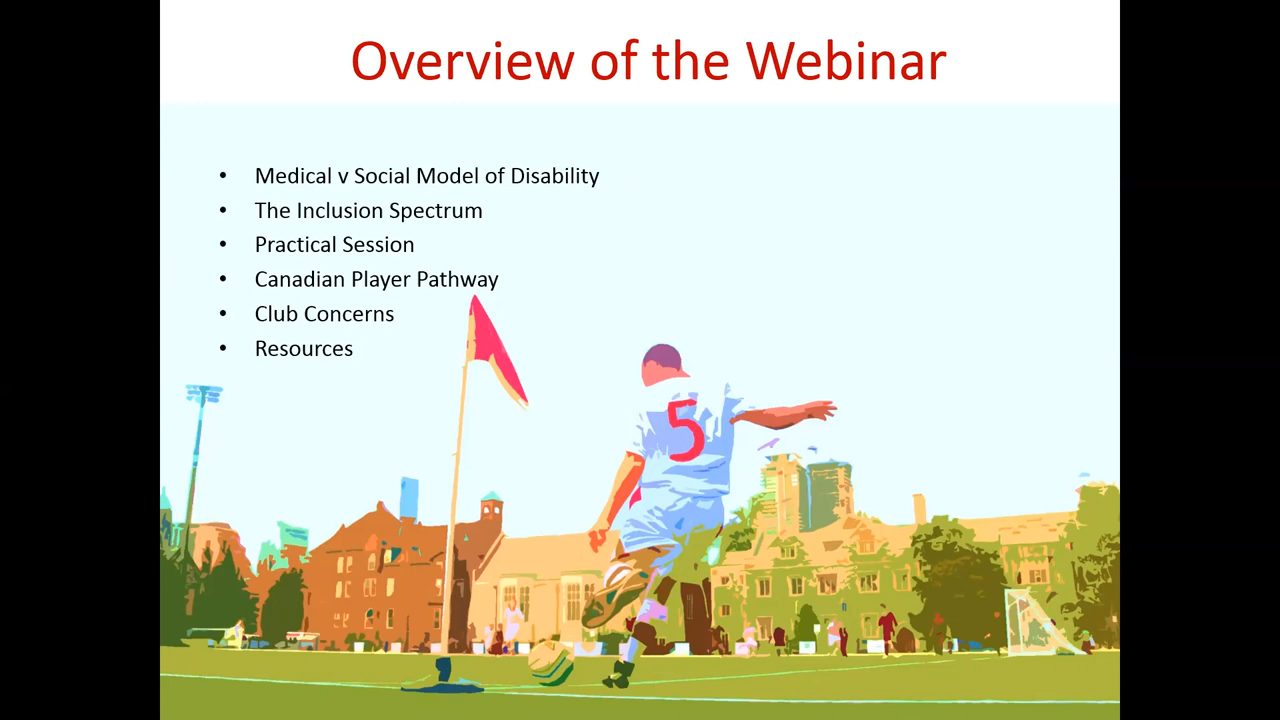 Overview of the Webinar
• Medical v Social Model of Disability
• The Inclusion Spectrum
• Practical Session
• Canadian Player Pathway
• Club Concerns
• Resources
5